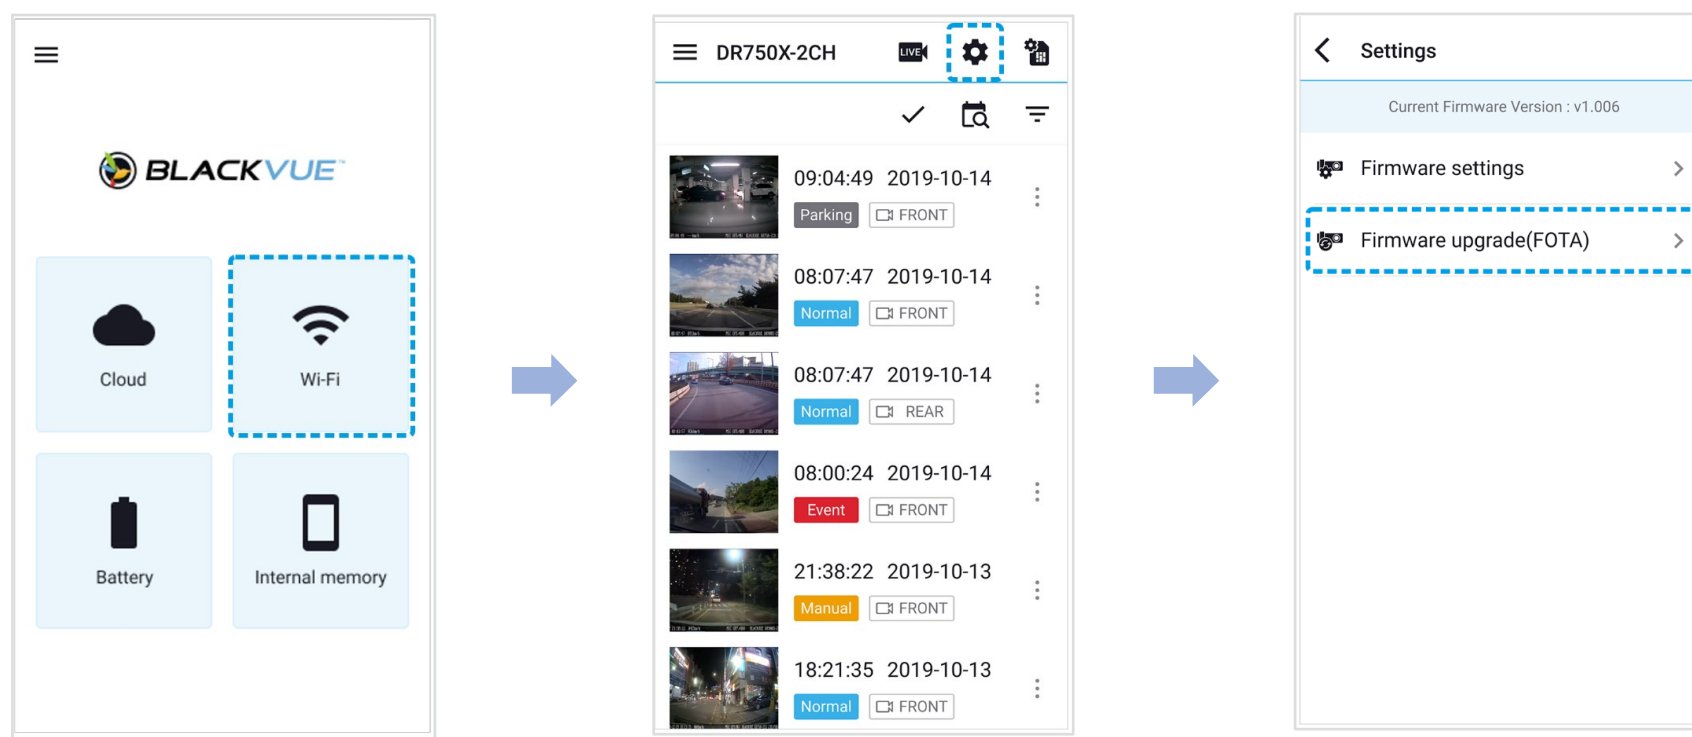 BLACKVUE™
Cloud
Wi-Fi
Battery
Internal memory
DR750X-2CH
LIVE
09:04:49 2019-10-14
Parking FRONT
08:07:47 2019-10-14
Normal FRONT
08:07:47 2019-10-14
Normal REAR
08:00:24 2019-10-14
Event FRONT
21:38:22 2019-10-13
Manual FRONT
18:21:35 2019-10-13
Normal FRONT
Settings
Current Firmware Version : v1.006
Firmware settings
Firmware upgrade(FOTA)